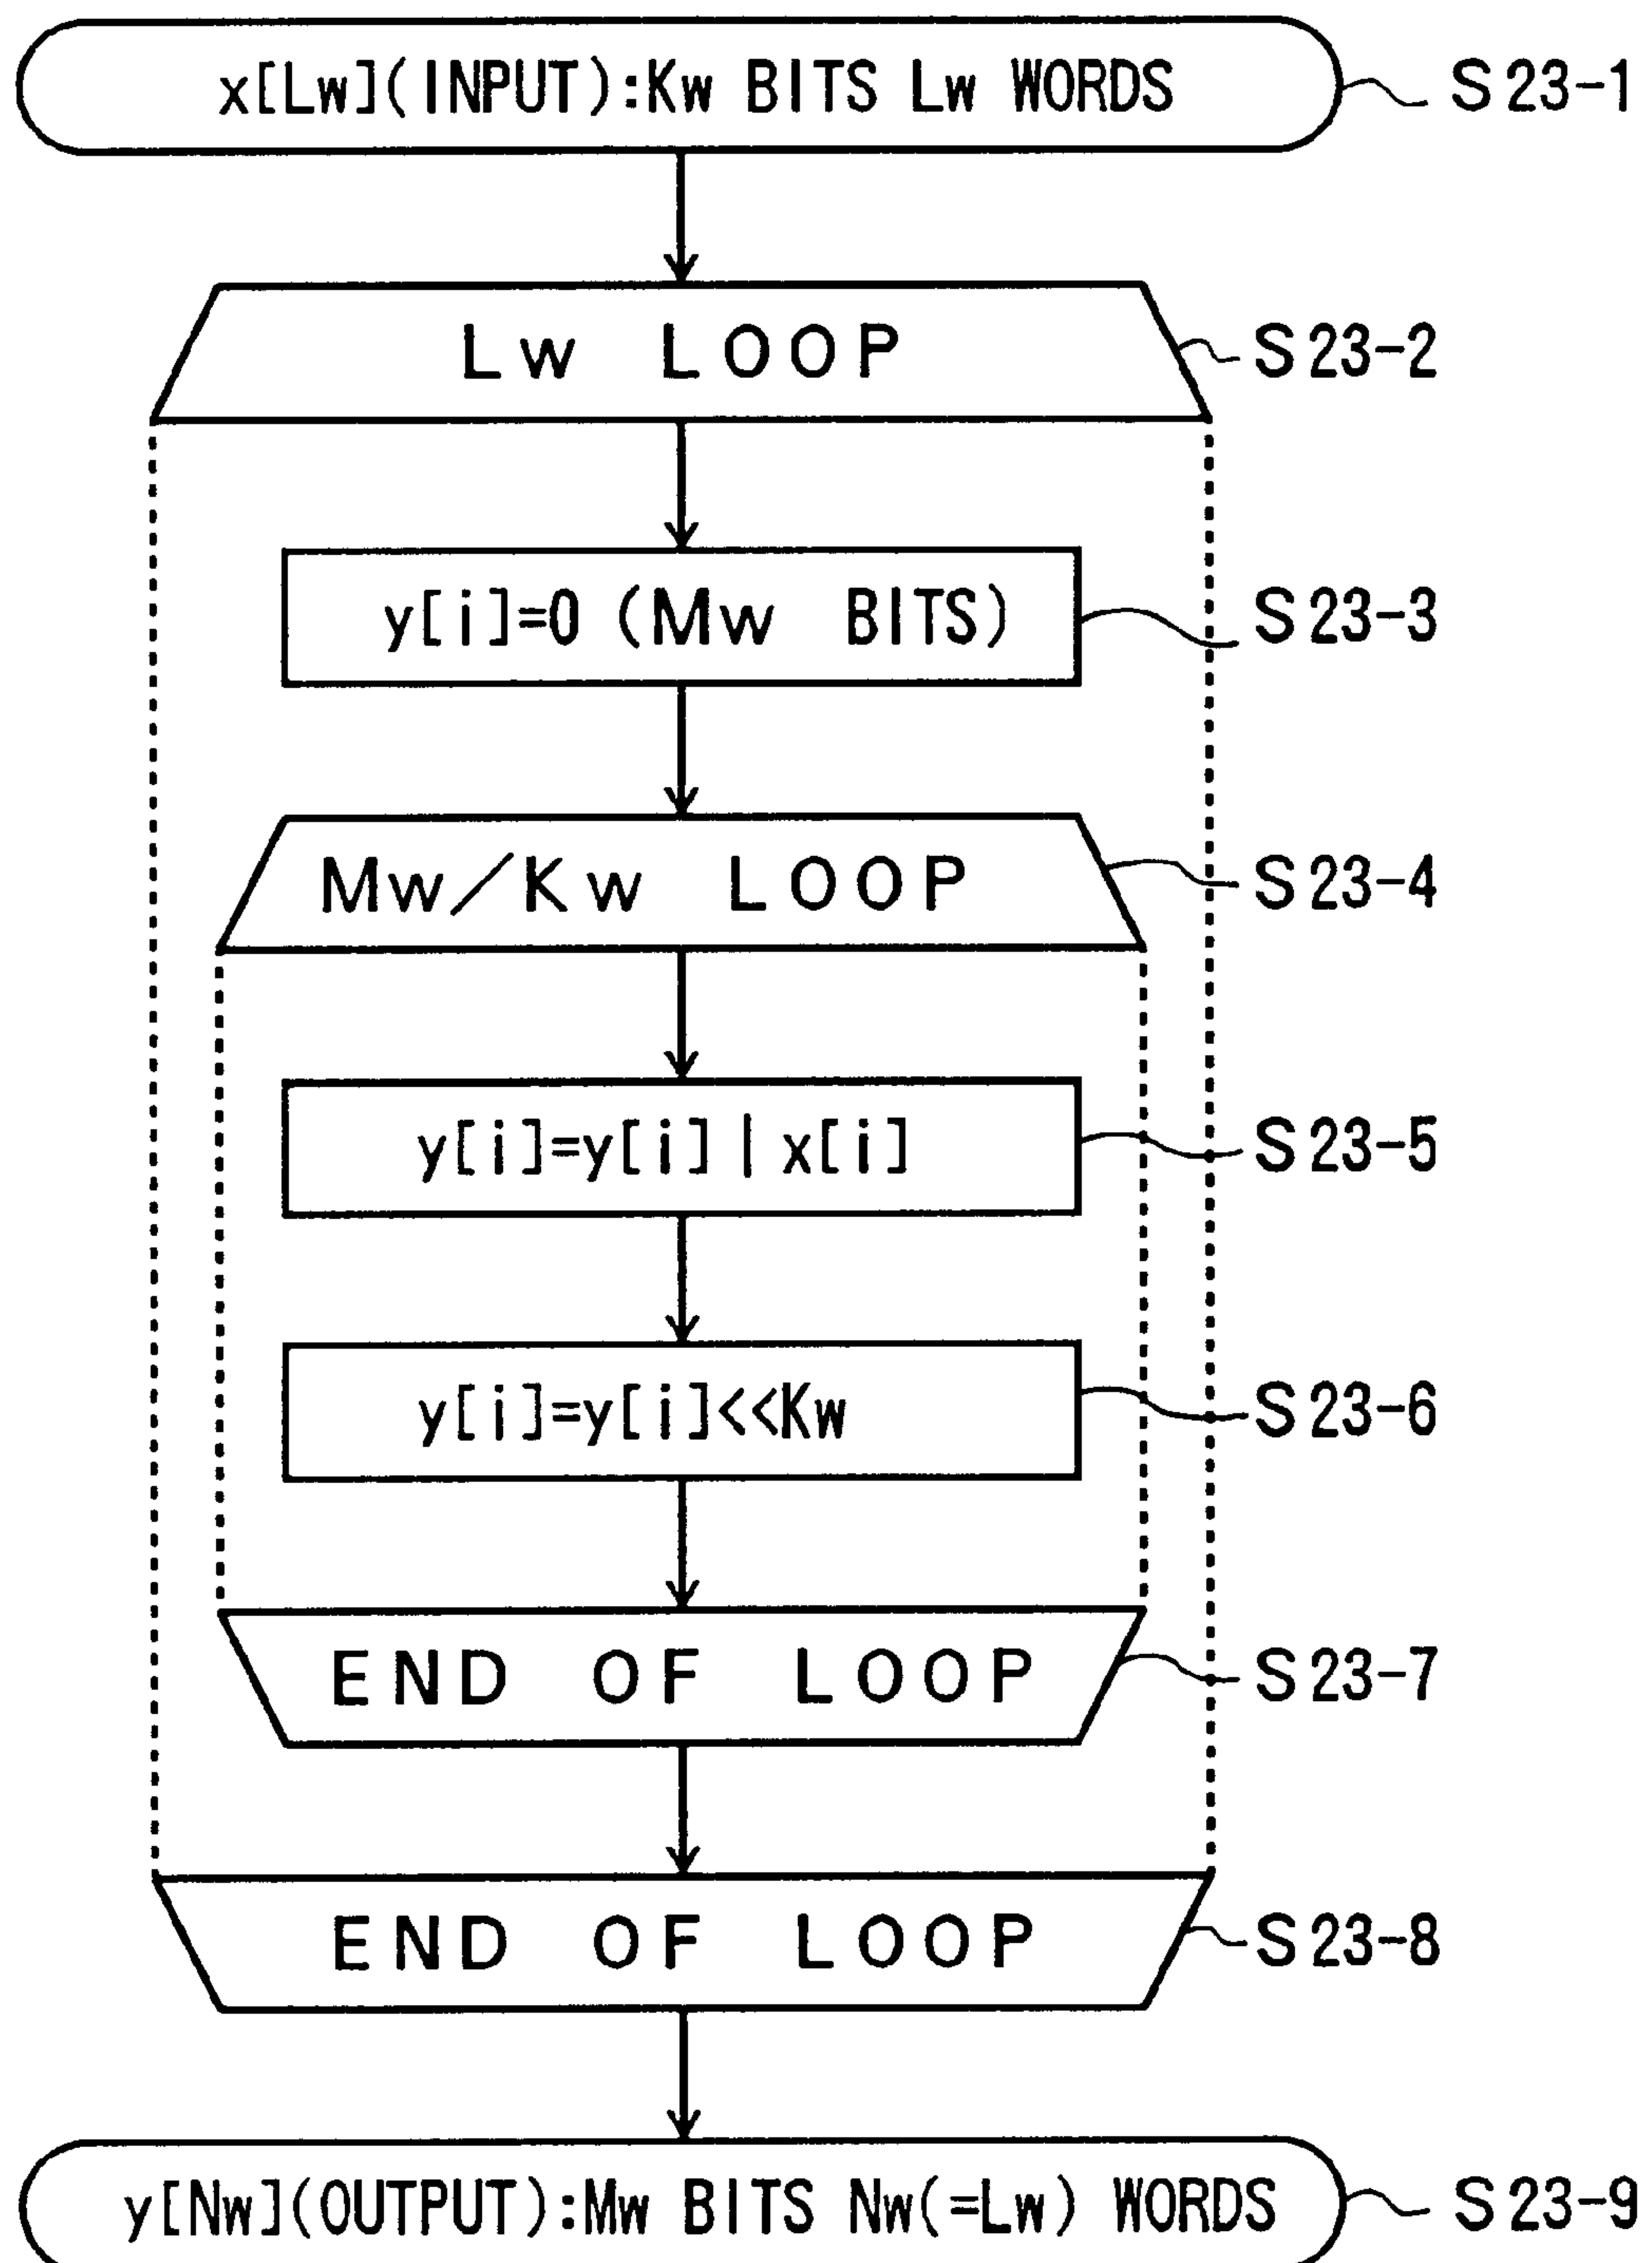 x[Lw](INPUT):Kw BITS Lw WORDS S23-1
Lw LOOP S23-2
y[i]=0 (Mw BITS) S23-3
Mw/Kw LOOP S23-4
y[i]=y[i]|x[i] S23-5
y[i]=y[i]<<Kw S23-6
END OF LOOP S23-7
END OF LOOP S23-8
y[Nw](OUTPUT):Mw BITS Nw(=Lw) WORDS S23-9